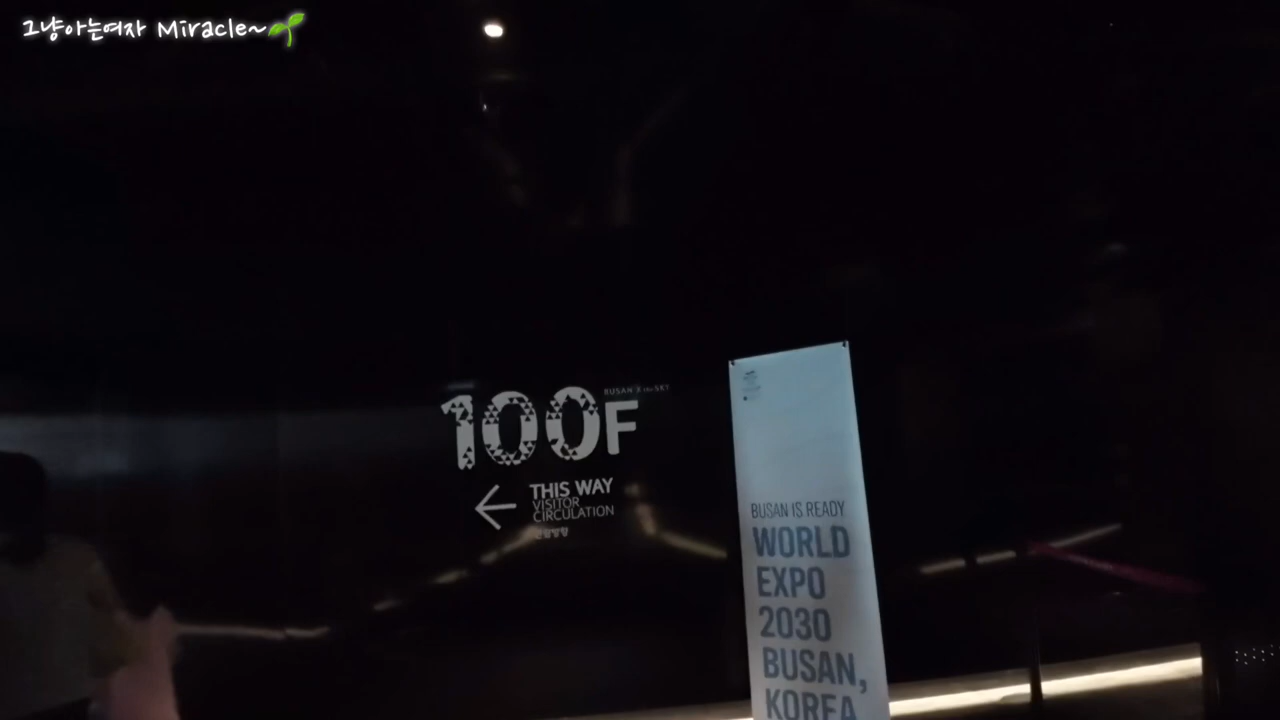 그냥아는여자 Miracle~
BUSAN X the SKY
100F
THIS WAY
VISITOR
CIRCULATION
BUSAN IS READY
WORLD
EXPO
2030
BUSAN,
KOREA